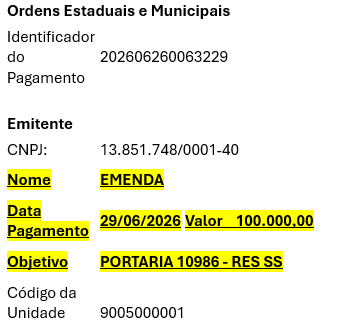 Ordens Estaduais e Municipais
Identificador
do 202606260063229
Pagamento
Emitente
CNPJ: 13.851.748/0001-40
Nome EMENDA
Data
Pagamento 29/06/2026 Valor 100.000,00
Objetivo PORTARIA 10986 - RES SS
Código da
Unidade 9005000001